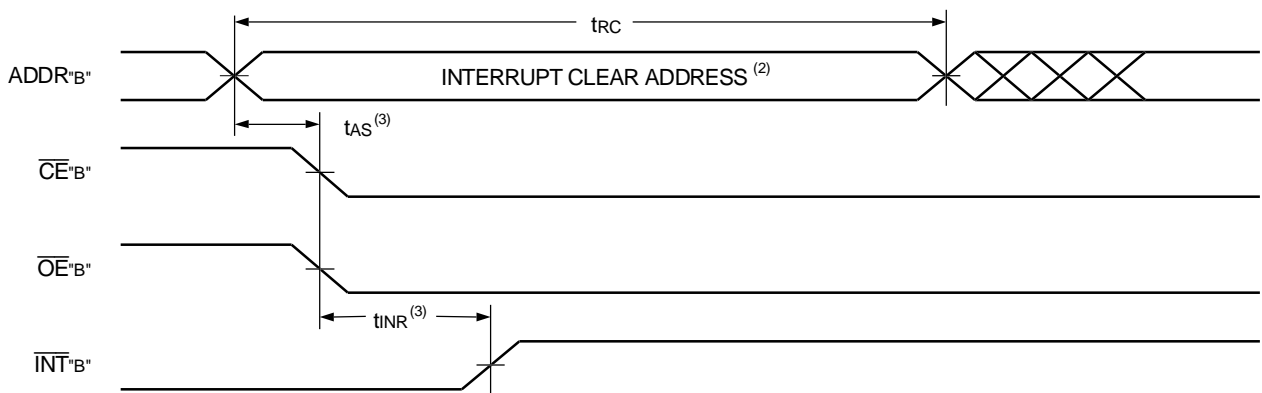 tRC
ADDR"B"
INTERRUPT CLEAR ADDRESS (2)
tAS(3)
CE"B"
OE"B"
tINR(3)
INT"B"